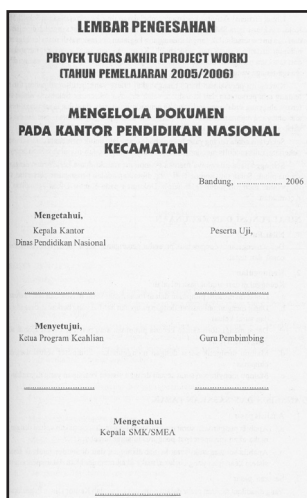 LEMBAR PENGESAHAN
PROYEK TUGAS AKHIR (PROJECT WORK)
(TAHUN PEMELAJARAN 2005/2006)
MENGELOLA DOKUMEN
PADA KANTOR PENDIDIKAN NASIONAL
KECAMATAN
Bandung, .................... 2006
Mengetahui,
Kepala Kantor
Dinas Pendidikan Nasional
Peserta Uji,
..............................
..............................
Menyetujui,
Ketua Program Keahlian
Guru Pembimbing
..............................
..............................
Mengetahui
Kepala SMK/SMEA
..............................